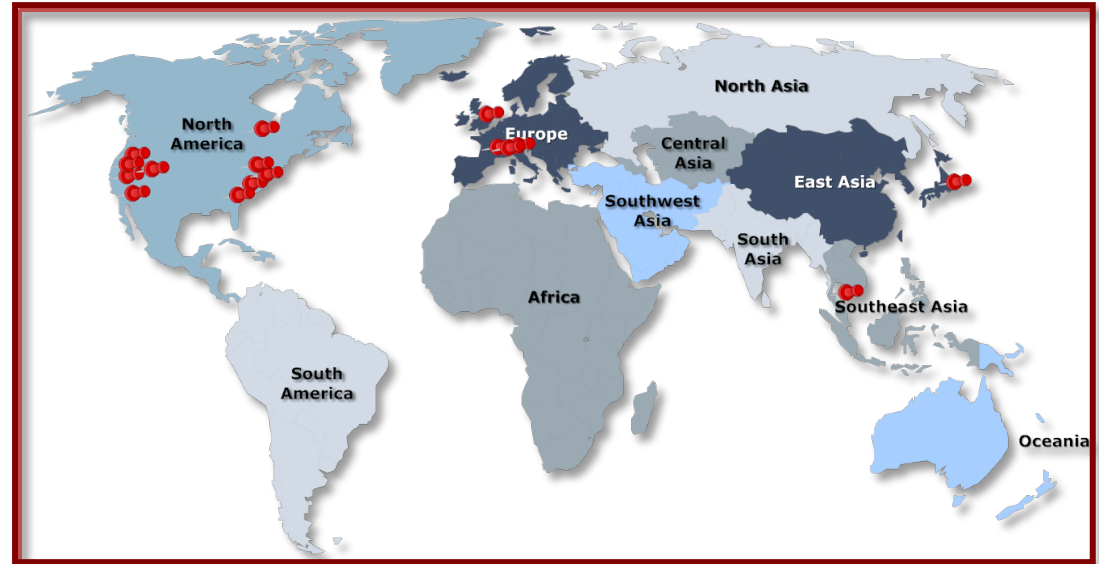 North Asia
North
America
Europe
Central
Asia
East Asia
Southwest
Asia
South
Asia
Africa
Southeast Asia
South
America
Oceania